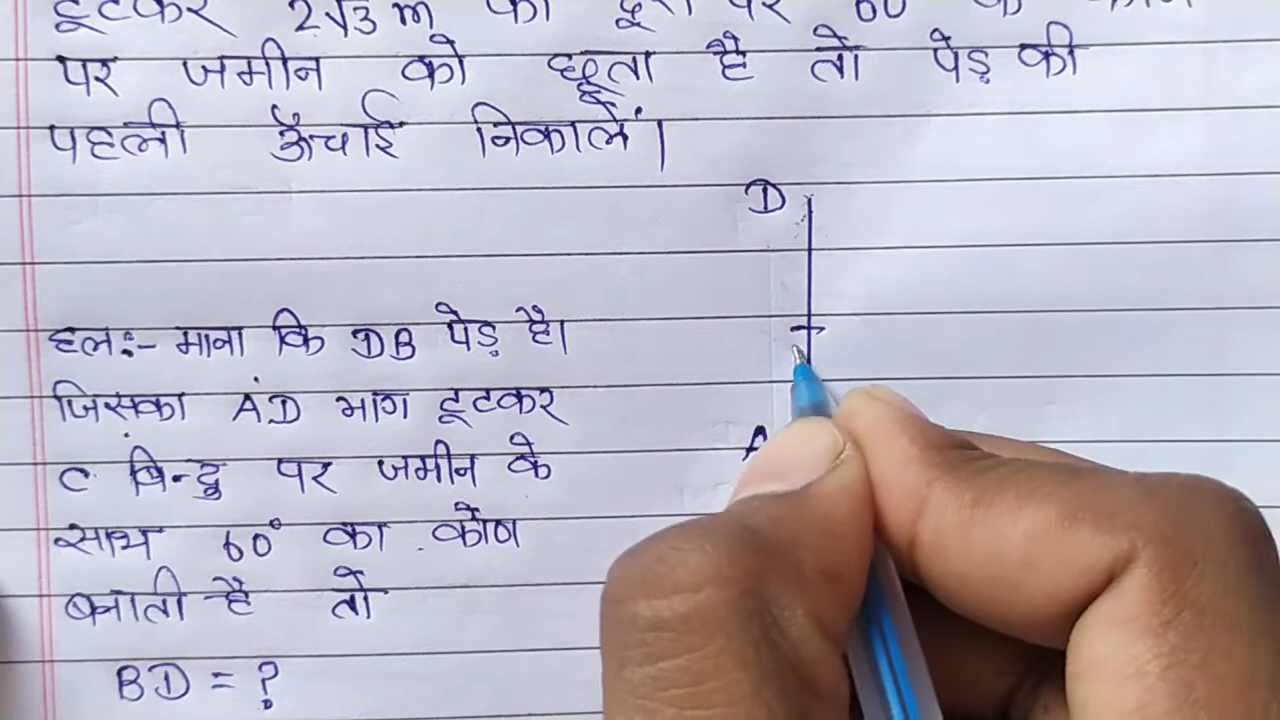 टूटकर 2√3 m की दूरी पर 60 के कोण
पर जमीन को छूता है तो पेड़ की
पहली ऊँचाई निकालें।
D
हलः- माना कि DB पेड़ है।
जिसका AD भाग टूटकर
C बिन्दु पर जमीन के
A
साथ 60° का कोण
बनाती है तो
BD = ?